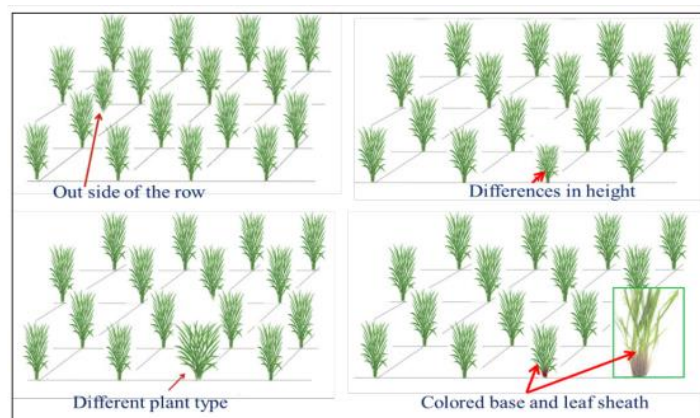 Out side of the row
Differences in height
Different plant type
Colored base and leaf sheath